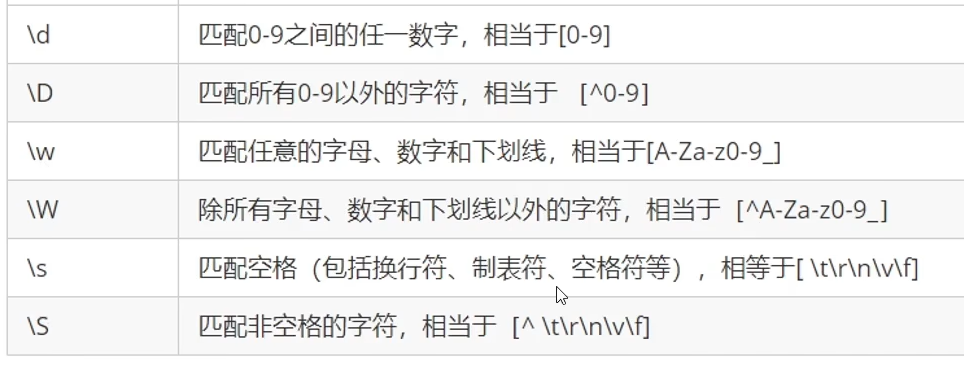 \d 匹配0-9之间的任一数字，相当于[0-9]
\D 匹配所有0-9以外的字符，相当于 [^0-9]
\w 匹配任意的字母、数字和下划线，相当于[A-Za-z0-9_]
\W 除所有字母、数字和下划线以外的字符，相当于 [^A-Za-z0-9_]
\s 匹配空格（包括换行符、制表符、空格符等），相等于[ \t\r\n\v\f]
\S 匹配非空格的字符，相当于 [^ \t\r\n\v\f]